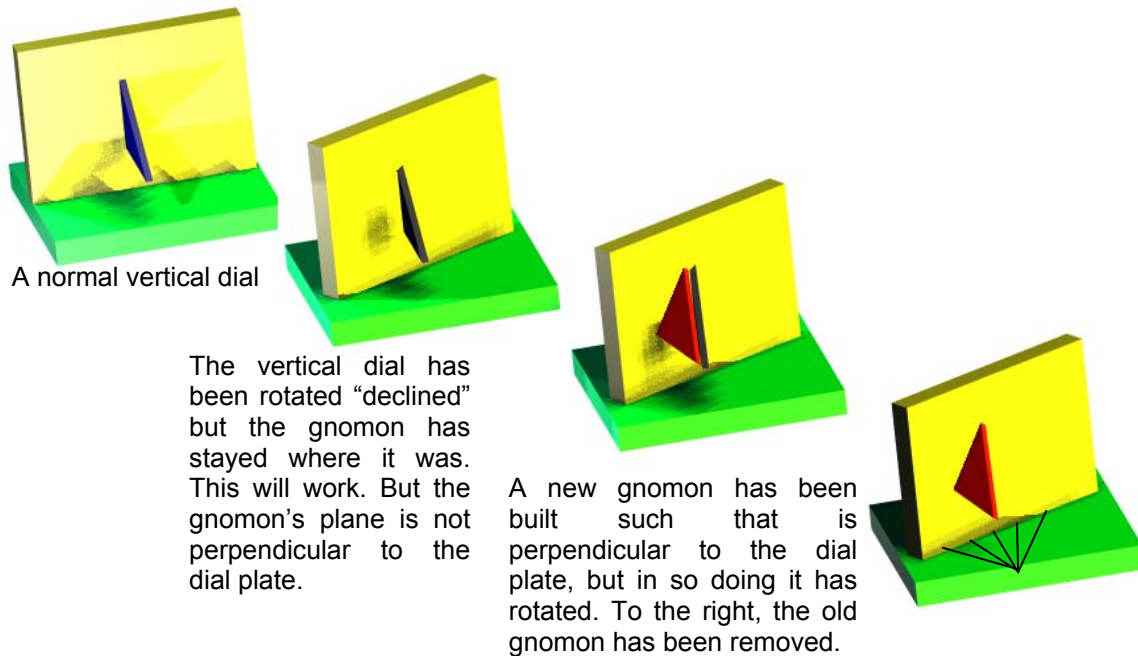 A normal vertical dial
The vertical dial has
been rotated “declined”
but the gnomon has
stayed where it was.
This will work. But the
gnomon’s plane is not
perpendicular to the
dial plate.
A new gnomon has been
built such that is
perpendicular to the dial
plate, but in so doing it has
rotated. To the right, the old
gnomon has been removed.